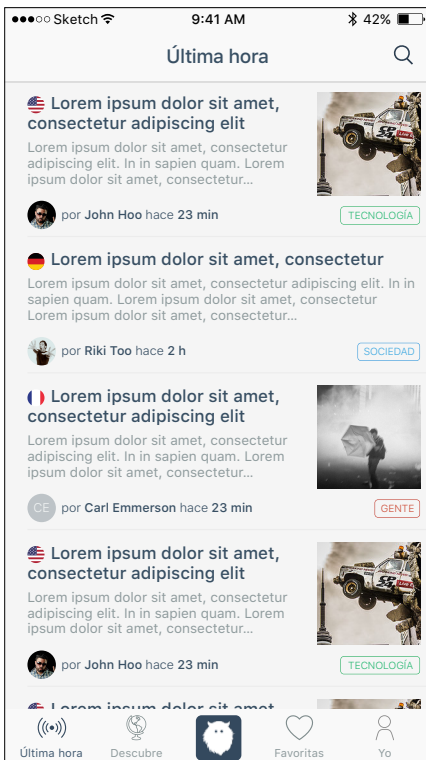 Sketch 9:41 AM 42%
Última hora
Lorem ipsum dolor sit amet,
consectetur adipiscing elit
Lorem ipsum dolor sit amet, consectetur
adipiscing elit. In in sapien quam. Lorem
ipsum dolor sit amet, consectetur...
por John Hoo hace 23 min TECNOLOGÍA
Lorem ipsum dolor sit amet, consectetur
Lorem ipsum dolor sit amet, consectetur adipiscing elit. In in
sapien quam. Lorem ipsum dolor sit amet, consectetur
Lorem ipsum dolor sit amet, consectetur...
por Riki Too hace 2 h SOCIEDAD
Lorem ipsum dolor sit amet,
consectetur adipiscing elit
Lorem ipsum dolor sit amet, consectetur
adipiscing elit. In in sapien quam. Lorem
ipsum dolor sit amet, consectetur...
CE por Carl Emmerson hace 23 min GENTE
Lorem ipsum dolor sit amet,
consectetur adipiscing elit
Lorem ipsum dolor sit amet, consectetur
adipiscing elit. In in sapien quam. Lorem
ipsum dolor sit amet, consectetur...
por John Hoo hace 23 min TECNOLOGÍA
Lorem ipsum dolor sit amet,
Última hora Descubre Favoritas Yo